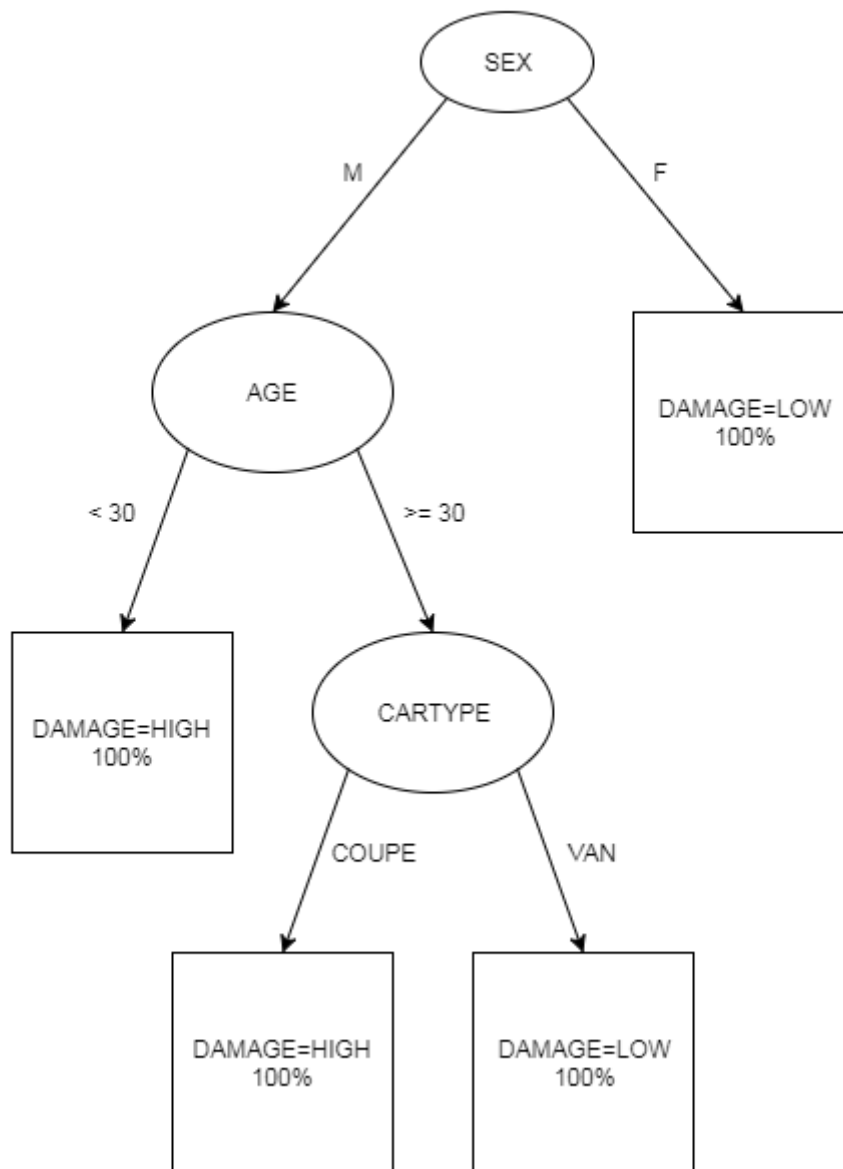 SEX
M
F
AGE
DAMAGE=LOW
100%
< 30
>= 30
DAMAGE=HIGH
100%
CARTYPE
COUPE
VAN
DAMAGE=HIGH
100%
DAMAGE=LOW
100%